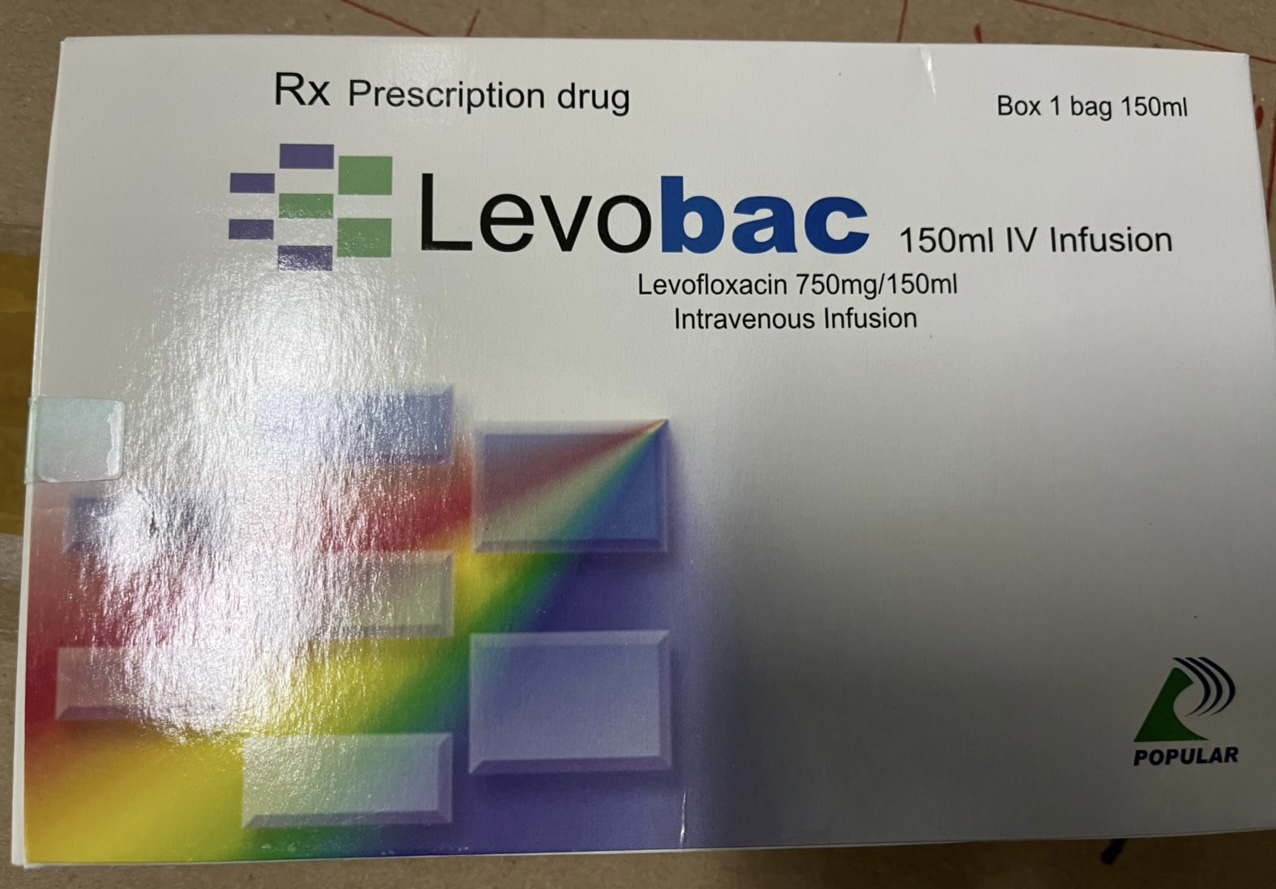 Rx Prescription drug
Box 1 bag 150ml
Levobac 150ml IV Infusion
Levofloxacin 750mg/150ml
Intravenous Infusion
POPULAR